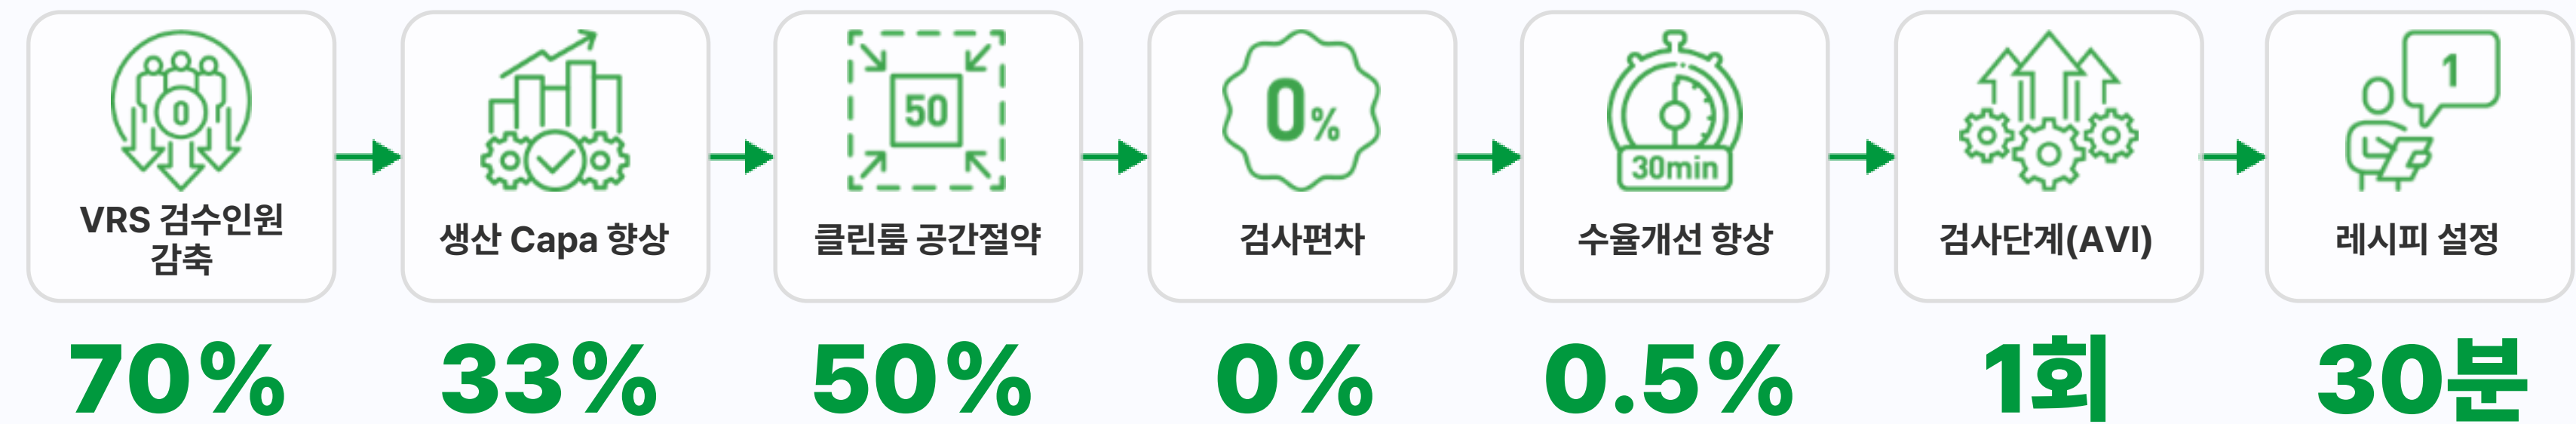 0
VRS 검수인원
감축
70%
생산 Capa 향상
33%
50
클린룸 공간절약
50%
0%
검사편차
0%
30min
수율개선 향상
0.5%
검사단계(AVI)
1회
1
레시피 설정
30분